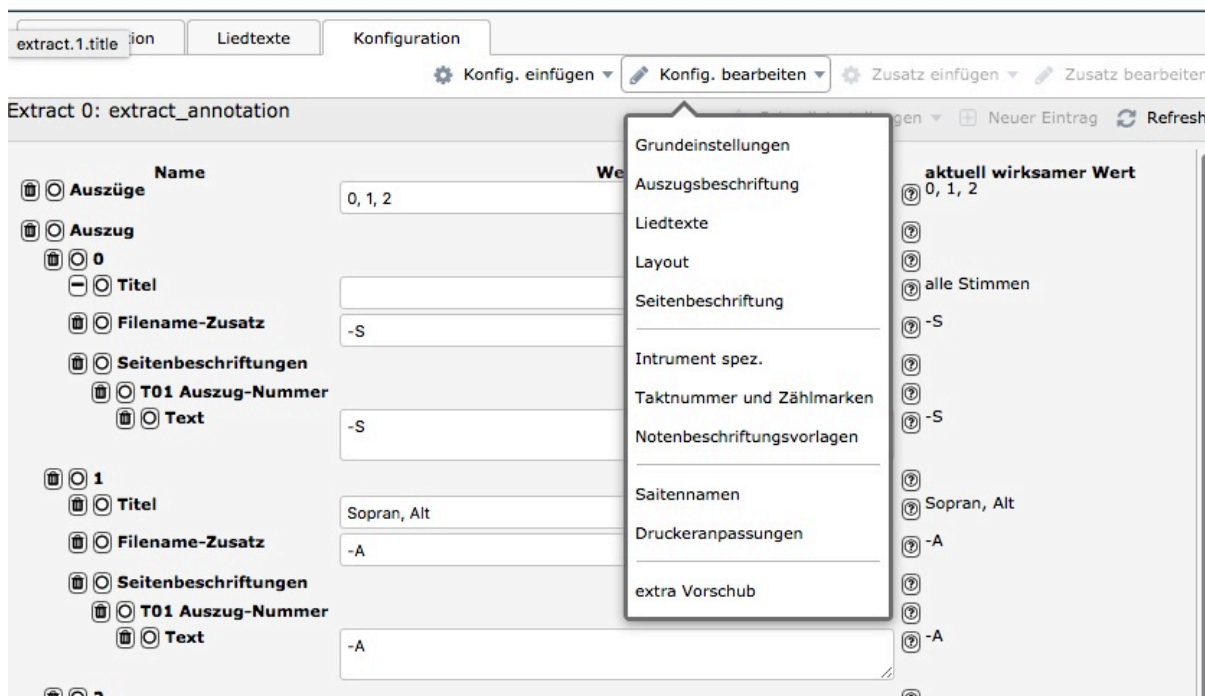 extract.1.title
ion
Liedtexte
Konfiguration
Konfig. einfügen
Konfig. bearbeiten
Zusatz einfügen
Zusatz bearbeiten
Extract 0: extract_annotation
gen
Neuer Eintrag
Refresh
Name
We
aktuell wirksamer Wert
Auszüge
0, 1, 2
0, 1, 2
Auszug
0
Titel
alle Stimmen
Filename-Zusatz
-S
-S
Seitenbeschriftungen
T01 Auszug-Nummer
Text
-S
-S
1
Titel
Sopran, Alt
Sopran, Alt
Filename-Zusatz
-A
-A
Seitenbeschriftungen
T01 Auszug-Nummer
Text
-A
-A
Grundeinstellungen
Auszugsbeschriftung
Liedtexte
Layout
Seitenbeschriftung
Intrument spez.
Taktnummer und Zählmarken
Notenbeschriftungsvorlagen
Saitennamen
Druckeranpassungen
extra Vorschub